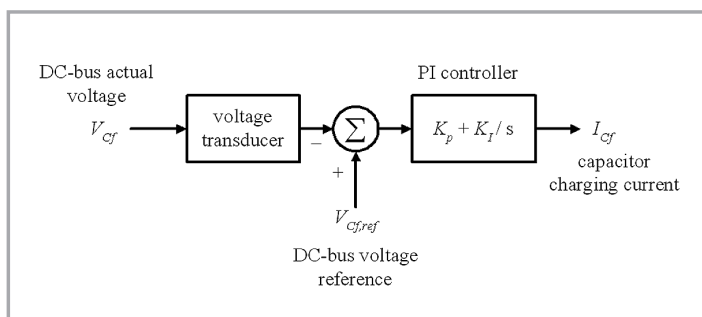 DC-bus actual
voltage
V_Cf
voltage
transducer
−
Σ
+
V_Cf,ref
DC-bus voltage
reference
PI controller
K_p + K_I / s
I_Cf
capacitor
charging current